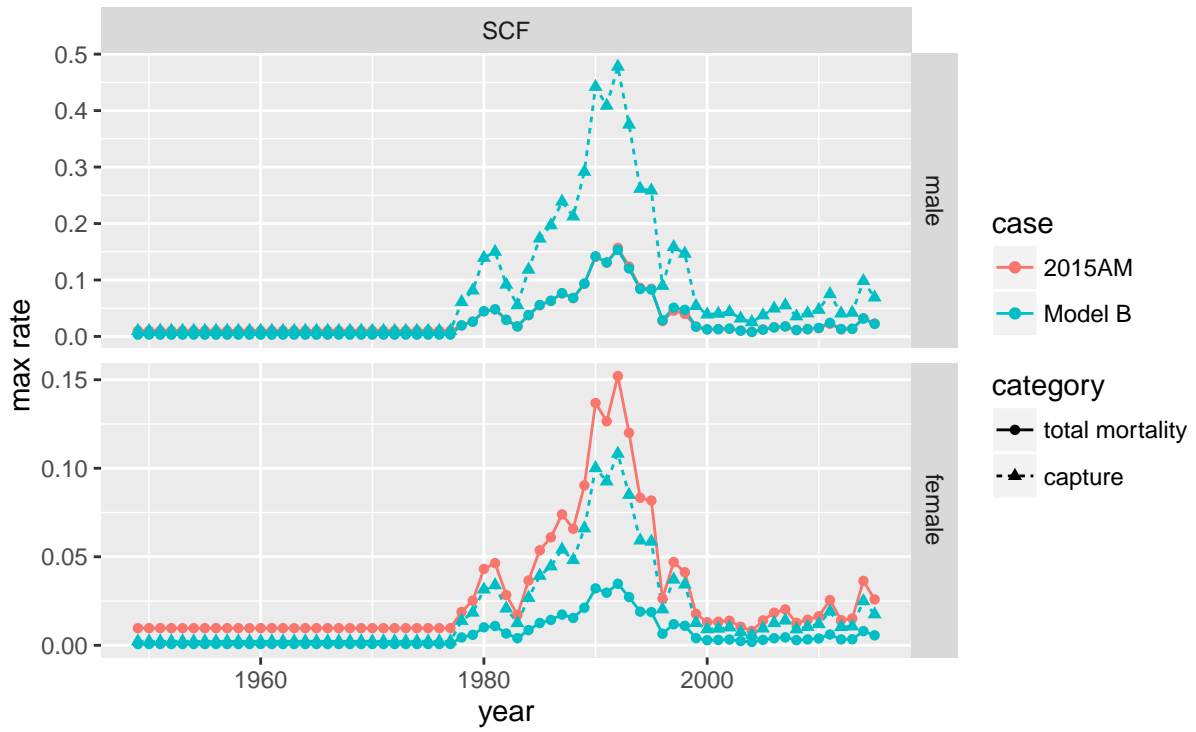 SCF
max rate
0.5
0.4
0.3
0.2
0.1
0.0
male
0.15
0.10
0.05
0.00
female
1960
1980
2000
year
case
2015AM
Model B
category
total mortality
capture